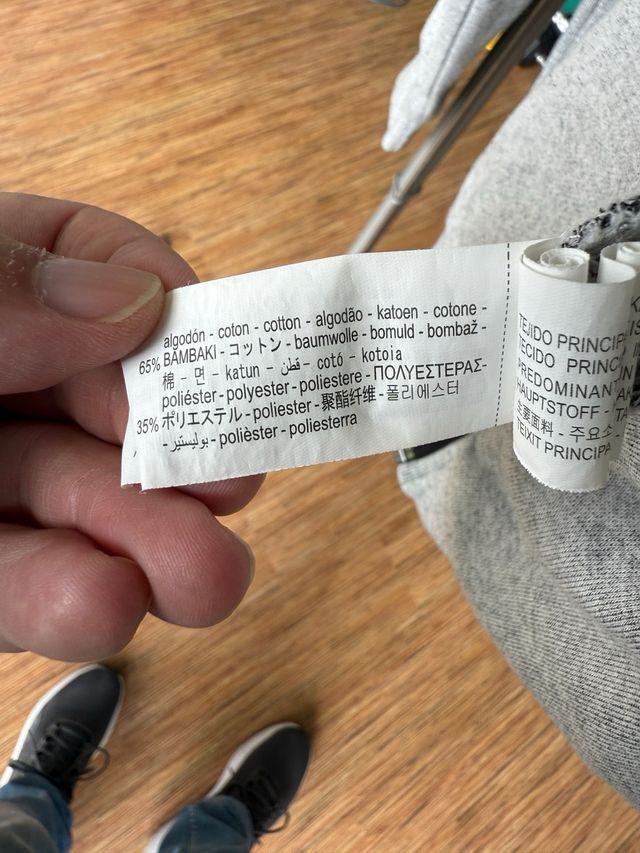 algodón - coton - cotton - algodão - katoen - cotone -
65% BAMBAKI - コットン - baumwolle - bomuld - bombaž -
棉 - 면 - katun - قطن - cotó - kotoia
poliéster - polyester - poliestere - ΠΟΛΥΕΣΤΕΡΑΣ-
35% ポリエステル - poliester - 聚酯纤维 - 폴리에스터
- بوليستير - polièster - poliesterra
TEJIDO PRINCIP
TECIDO PRINC
PREDOMINAN
HAUPTSTOFF -
主要面料 - 주요소
TEIXIT PRINCIPA